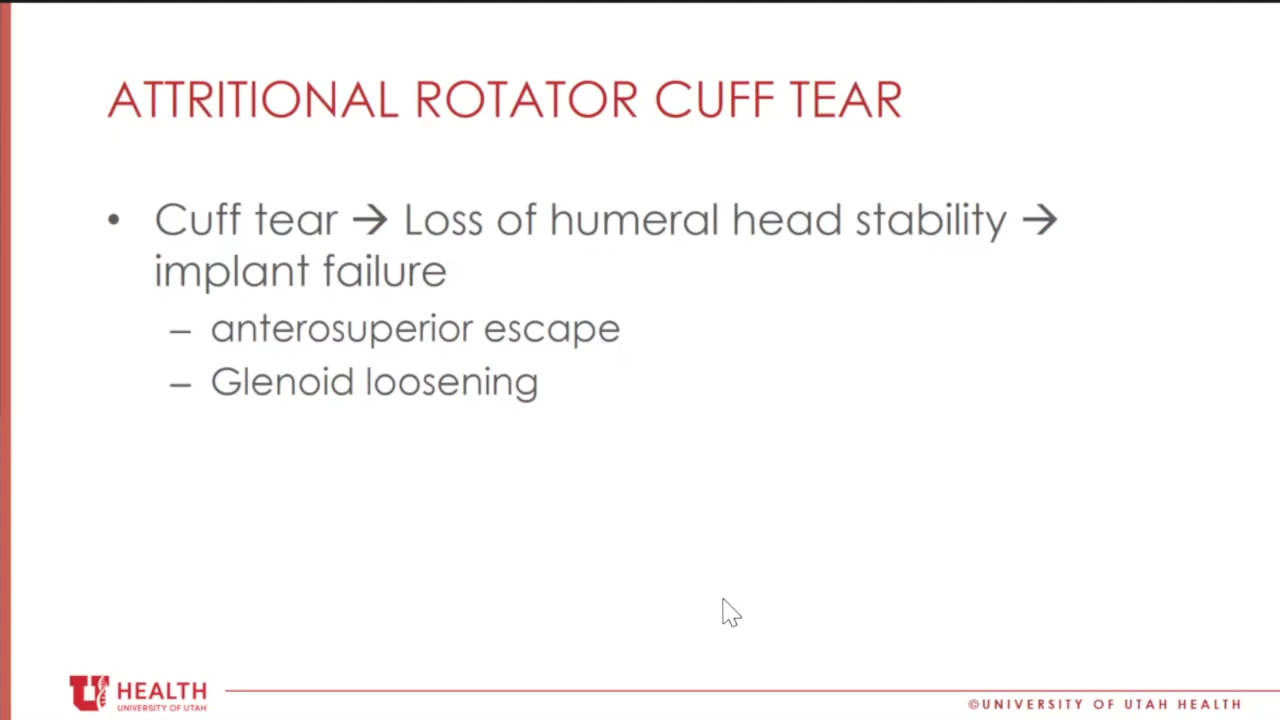 ATTRITIONAL ROTATOR CUFF TEAR
• Cuff tear → Loss of humeral head stability →
implant failure
– anterosuperior escape
– Glenoid loosening
U HEALTH
UNIVERSITY OF UTAH
©UNIVERSITY OF UTAH HEALTH